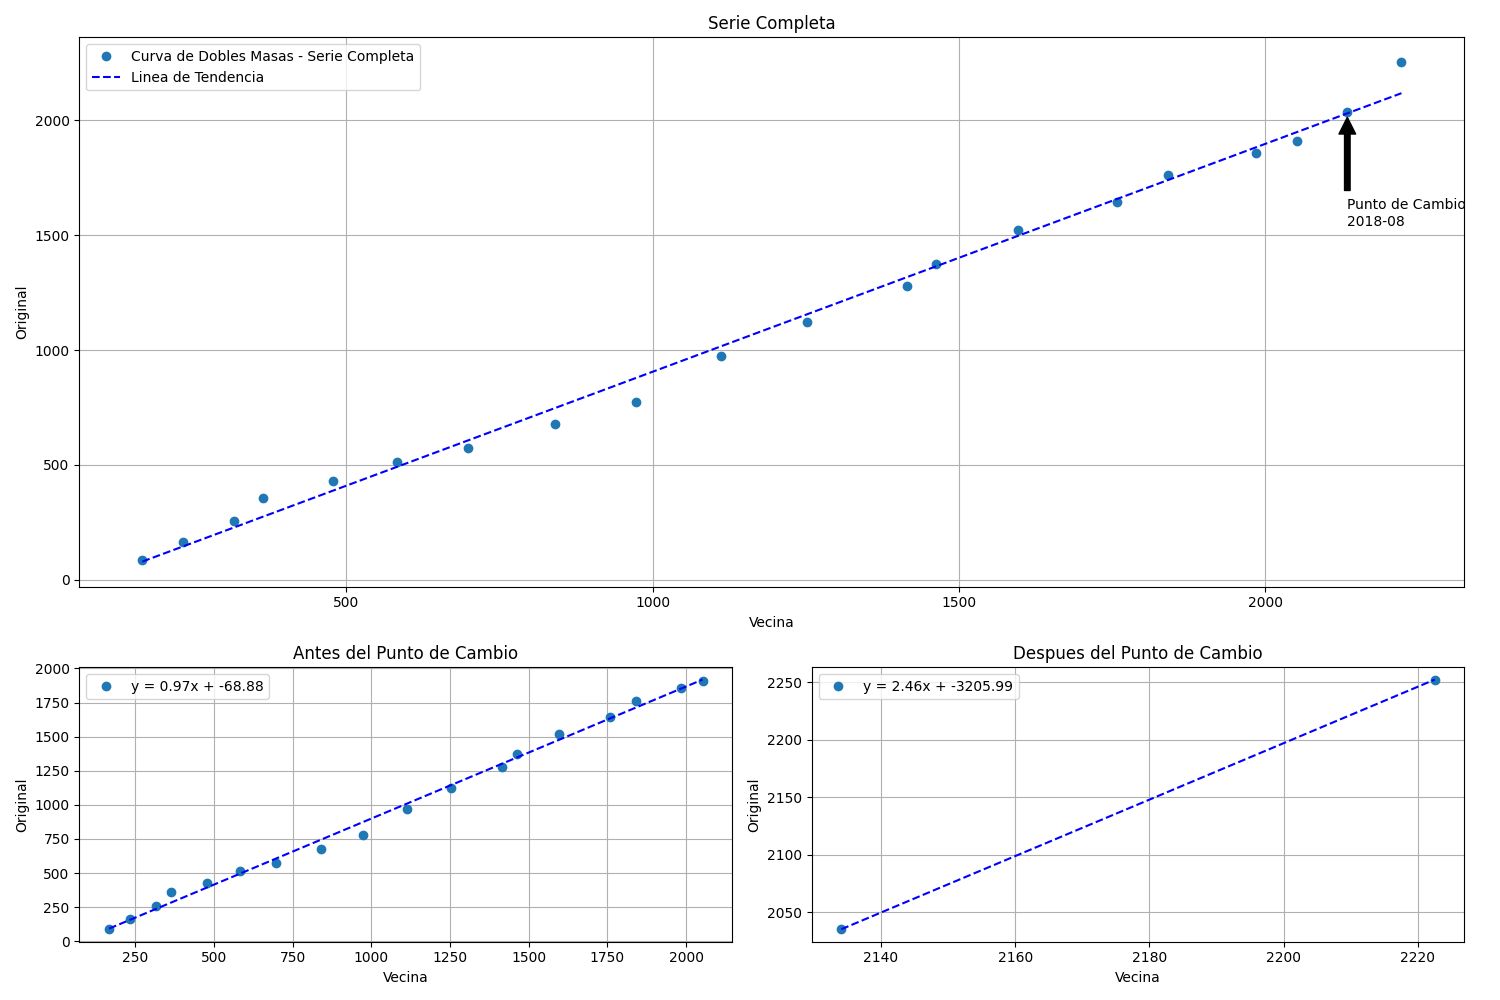 Serie Completa
Curva de Dobles Masas - Serie Completa
Linea de Tendencia
2000
1500
1000
500
0
Original
Punto de Cambio
2018-08
500
1000
1500
2000
Vecina
Antes del Punto de Cambio
y = 0.97x + -68.88
2000
1750
1500
1250
1000
750
500
250
0
Original
250
500
750
1000
1250
1500
1750
2000
Vecina
Despues del Punto de Cambio
y = 2.46x + -3205.99
2250
2200
2150
2100
2050
Original
2140
2160
2180
2200
2220
Vecina